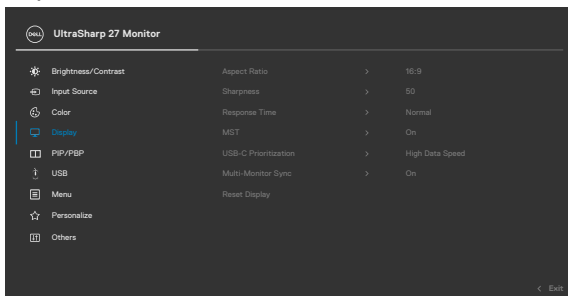 DELL UltraSharp 27 Monitor
Brightness/Contrast Aspect Ratio > 16:9
Input Source Sharpness > 50
Color Response Time > Normal
Display MST > On
PIP/PBP USB-C Prioritization > High Data Speed
USB Multi-Monitor Sync > On
Menu Reset Display
Personalize
Others
< Exit